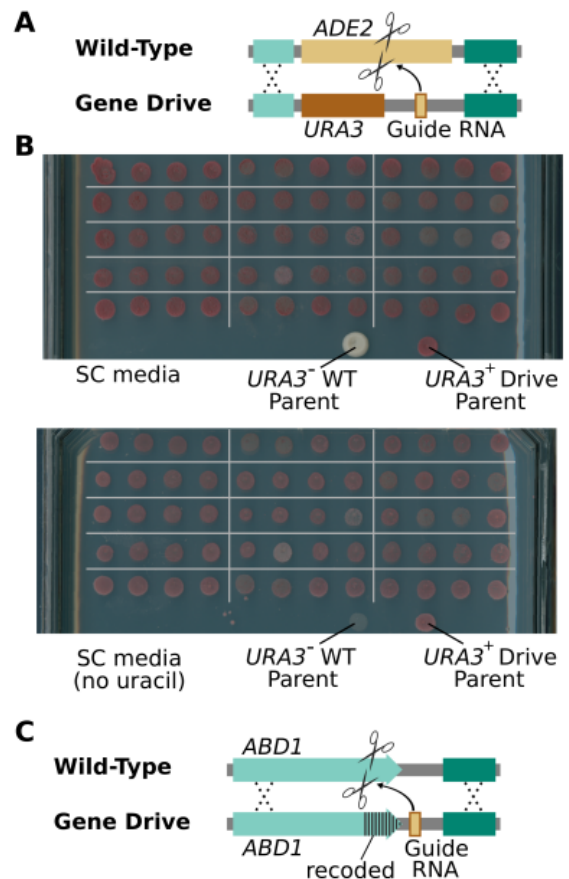 A
ADE2
Wild-Type
Gene Drive
URA3 Guide RNA
B
SC media
URA3⁻ WT Parent
URA3⁺ Drive Parent
SC media (no uracil)
URA3⁻ WT Parent
URA3⁺ Drive Parent
C
ABD1
Wild-Type
Gene Drive
ABD1
recoded
Guide RNA